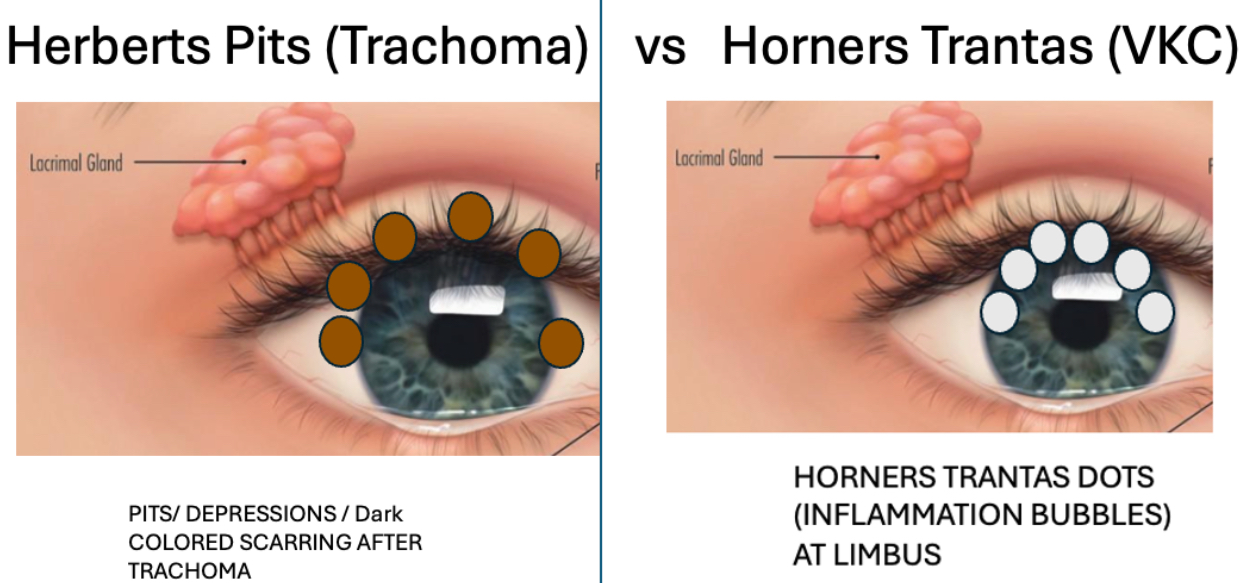 Herberts Pits (Trachoma) vs Horners Trantas (VKC)
Lacrimal Gland
Lacrimal Gland
PITS/ DEPRESSIONS / Dark
COLORED SCARRING AFTER
TRACHOMA
HORNERS TRANTAS DOTS
(INFLAMMATION BUBBLES)
AT LIMBUS